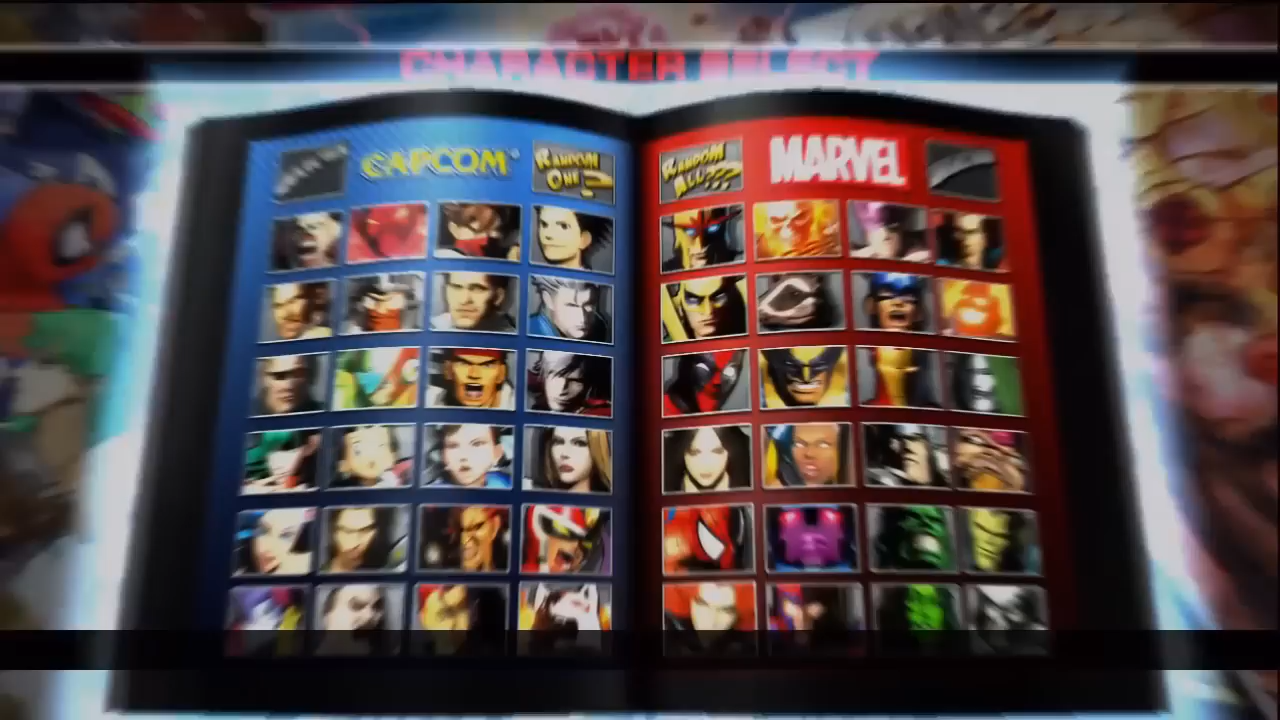 CHARACTER SELECT
CAPCOM
RANDOM
ONE?
RANDOM
ALL???
MARVEL